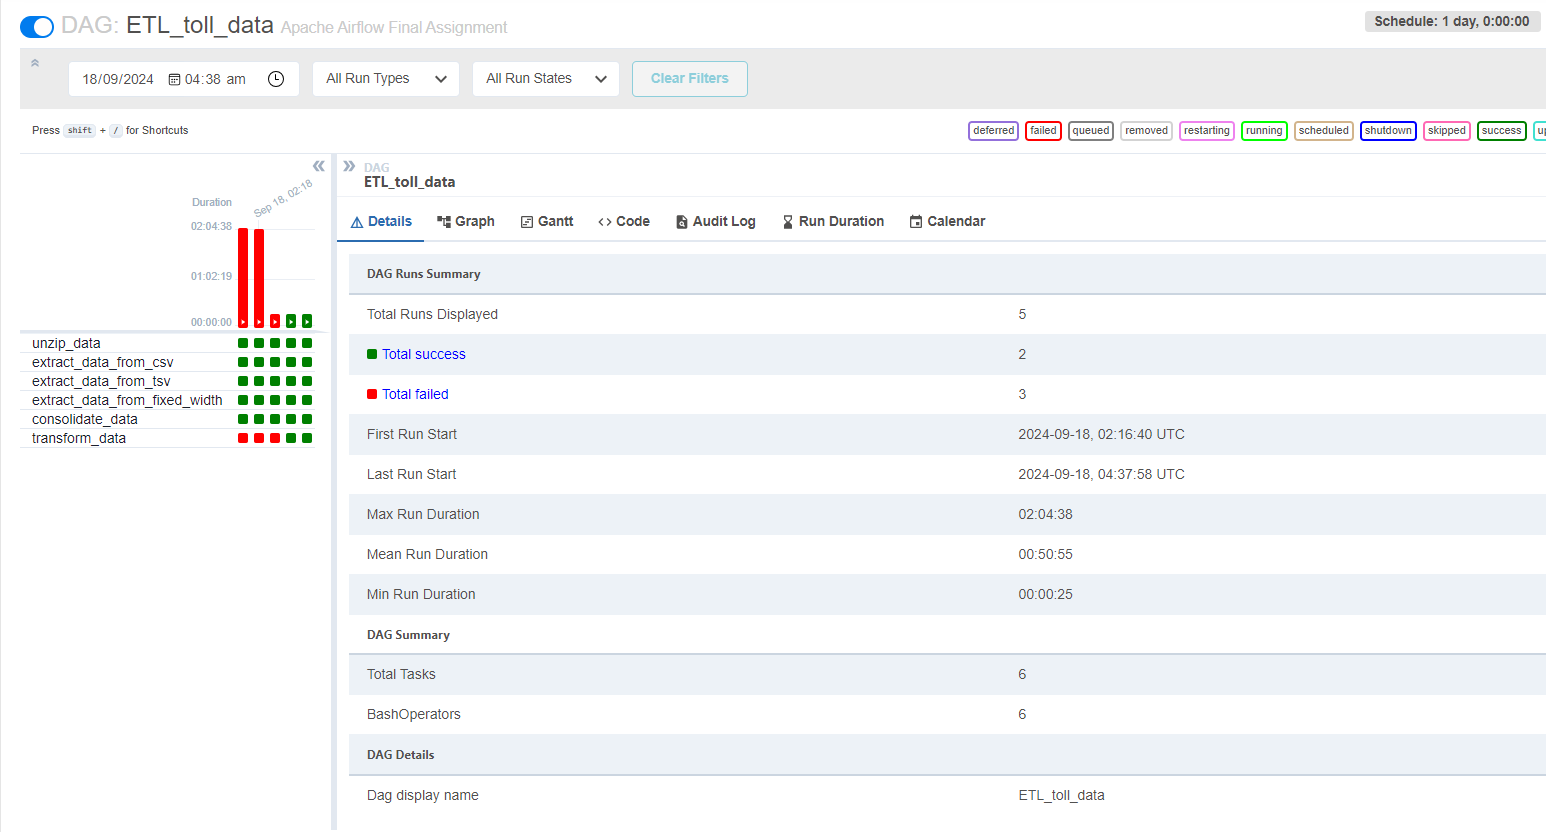 DAG: ETL_toll_data Apache Airflow Final Assignment
Schedule: 1 day, 0:00:00
18/09/2024 04:38 am
All Run Types
All Run States
Clear Filters
Press shift + / for Shortcuts
deferred failed queued removed restarting running scheduled shutdown skipped success up
Duration
Sep 18, 02:18
02:04:38
01:02:19
00:00:00
unzip_data
extract_data_from_csv
extract_data_from_tsv
extract_data_from_fixed_width
consolidate_data
transform_data
DAG
ETL_toll_data
Details Graph Gantt Code Audit Log Run Duration Calendar
DAG Runs Summary
Total Runs Displayed 5
Total success 2
Total failed 3
First Run Start 2024-09-18, 02:16:40 UTC
Last Run Start 2024-09-18, 04:37:58 UTC
Max Run Duration 02:04:38
Mean Run Duration 00:50:55
Min Run Duration 00:00:25
DAG Summary
Total Tasks 6
BashOperators 6
DAG Details
Dag display name ETL_toll_data